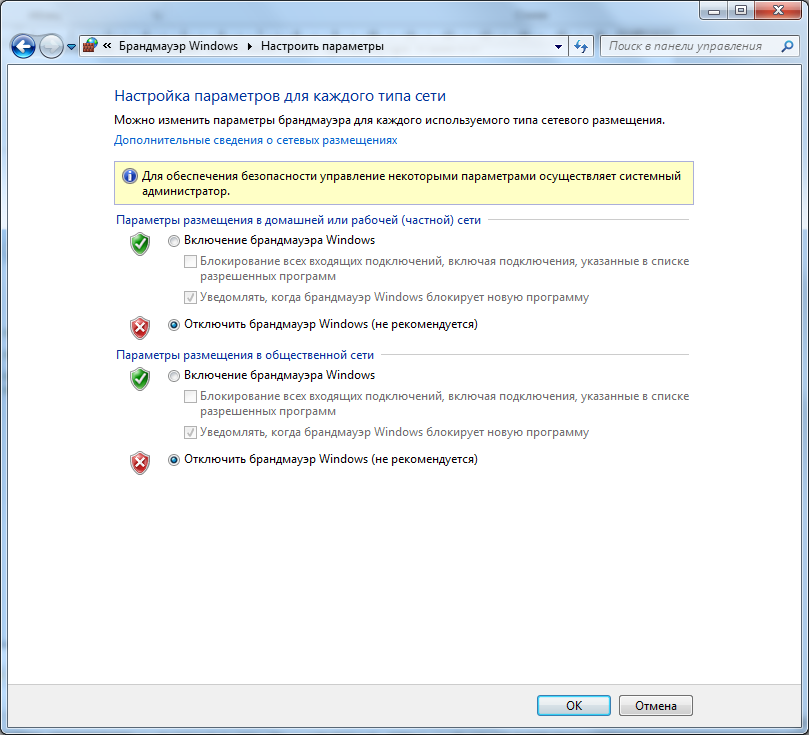 « Брандмауэр Windows ▸ Настроить параметры
Поиск в панели управления
Настройка параметров для каждого типа сети
Можно изменить параметры брандмауэра для каждого используемого типа сетевого размещения.
Дополнительные сведения о сетевых размещениях
Для обеспечения безопасности управление некоторыми параметрами осуществляет системный
администратор.
Параметры размещения в домашней или рабочей (частной) сети
Включение брандмауэра Windows
Блокирование всех входящих подключений, включая подключения, указанные в списке
разрешенных программ
Уведомлять, когда брандмауэр Windows блокирует новую программу
Отключить брандмауэр Windows (не рекомендуется)
Параметры размещения в общественной сети
Включение брандмауэра Windows
Блокирование всех входящих подключений, включая подключения, указанные в списке
разрешенных программ
Уведомлять, когда брандмауэр Windows блокирует новую программу
Отключить брандмауэр Windows (не рекомендуется)
OK
Отмена